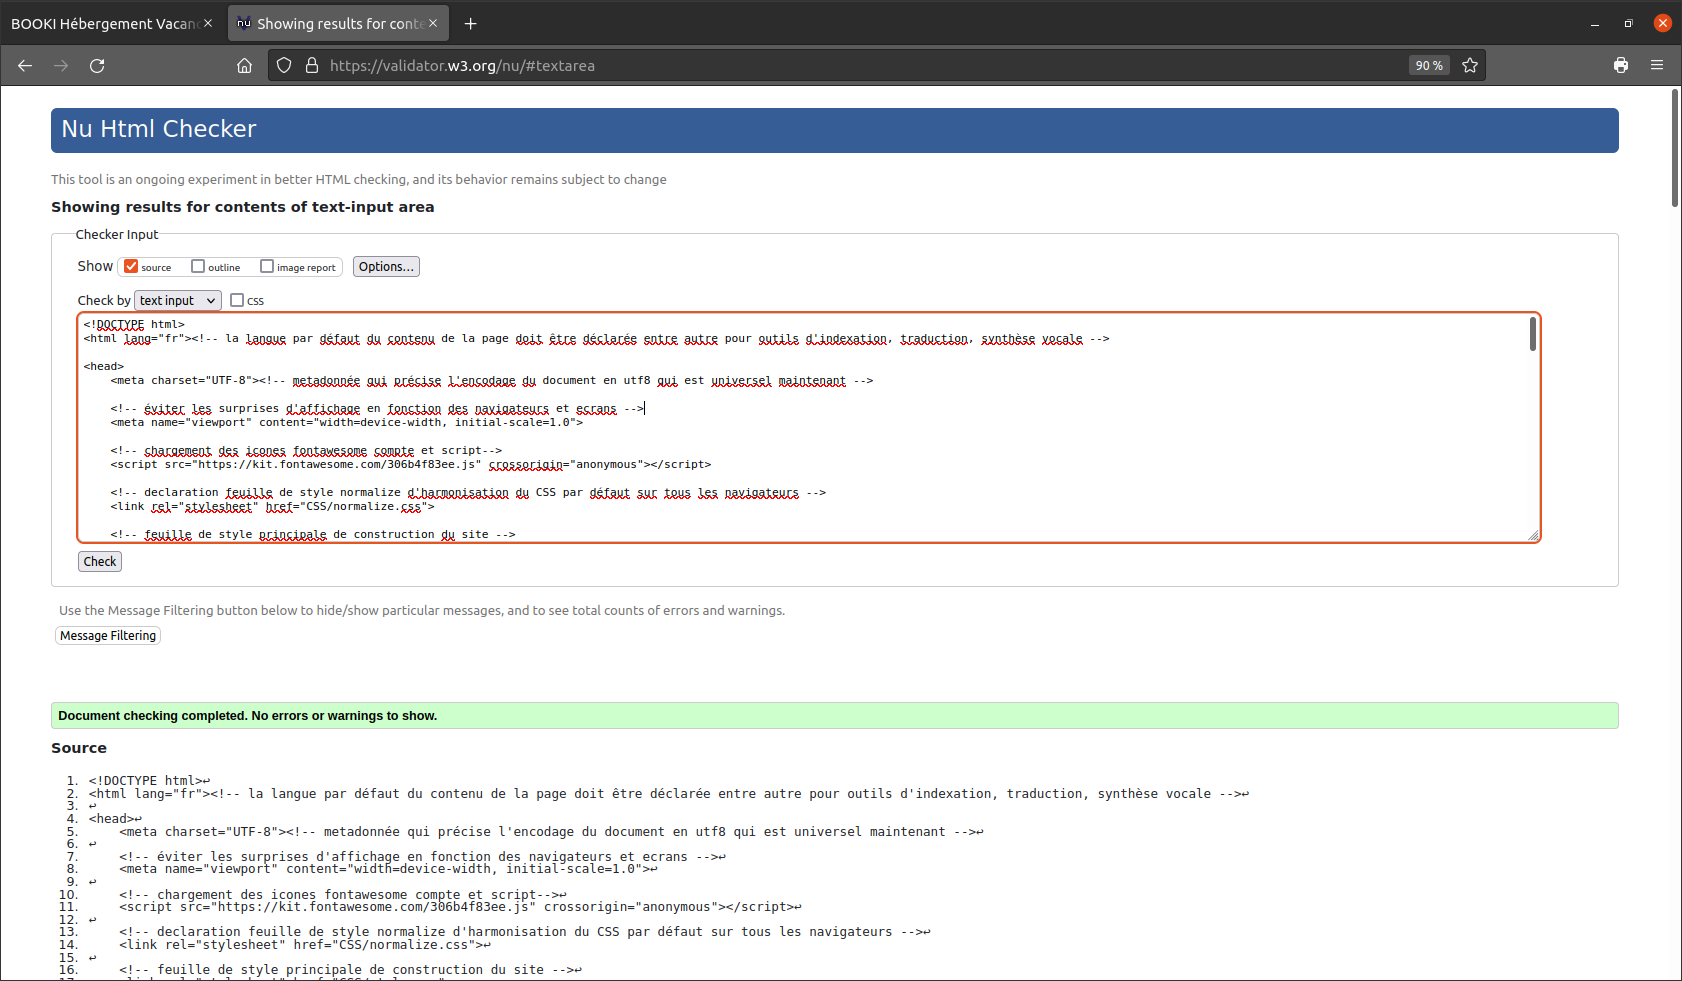 BOOKI Hébergement Vacan
nu Showing results for conte
https://validator.w3.org/nu/#textarea
90 %
Nu Html Checker
This tool is an ongoing experiment in better HTML checking, and its behavior remains subject to change
Showing results for contents of text-input area
Checker Input
Show source outline image report Options...
Check by text input css
<!DOCTYPE html>
<html lang="fr"><!-- la langue par défaut du contenu de la page doit être déclarée entre autre pour outils d'indexation, traduction, synthèse vocale -->
<head>
<meta charset="UTF-8"><!-- metadonnée qui précise l'encodage du document en utf8 qui est universel maintenant -->
<!-- éviter les surprises d'affichage en fonction des navigateurs et ecrans -->
<meta name="viewport" content="width=device-width, initial-scale=1.0">
<!-- chargement des icones fontawesome compte et script-->
<script src="https://kit.fontawesome.com/306b4f83ee.js" crossorigin="anonymous"></script>
<!-- declaration feuille de style normalize d'harmonisation du CSS par défaut sur tous les navigateurs -->
<link rel="stylesheet" href="CSS/normalize.css">
<!-- feuille de style principale de construction du site -->
Check
Use the Message Filtering button below to hide/show particular messages, and to see total counts of errors and warnings.
Message Filtering
Document checking completed. No errors or warnings to show.
Source
1. <!DOCTYPE html>↩
2. <html lang="fr"><!-- la langue par défaut du contenu de la page doit être déclarée entre autre pour outils d'indexation, traduction, synthèse vocale -->↩
3. ↩
4. <head>↩
5. <meta charset="UTF-8"><!-- metadonnée qui précise l'encodage du document en utf8 qui est universel maintenant -->↩
6. ↩
7. <!-- éviter les surprises d'affichage en fonction des navigateurs et ecrans -->↩
8. <meta name="viewport" content="width=device-width, initial-scale=1.0">↩
9. ↩
10. <!-- chargement des icones fontawesome compte et script-->↩
11. <script src="https://kit.fontawesome.com/306b4f83ee.js" crossorigin="anonymous"></script>↩
12. ↩
13. <!-- declaration feuille de style normalize d'harmonisation du CSS par défaut sur tous les navigateurs -->↩
14. <link rel="stylesheet" href="CSS/normalize.css">↩
15. ↩
16. <!-- feuille de style principale de construction du site -->↩